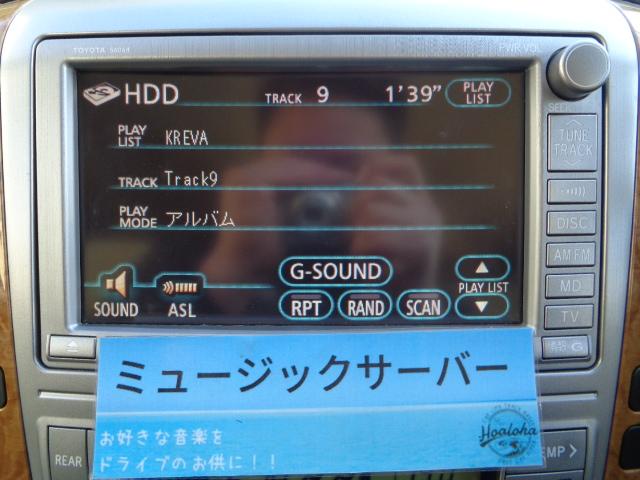 TOYOTA 56064
PWR·VOL
HDD TRACK 9 1'39" PLAY LIST
PLAY LIST KREVA
TRACK Track9
PLAY MODE アルバム
SEEK
TUNE TRACK
DISC
AM FM
MD
TV
G-SOUND
SOUND ASL RPT RAND SCAN PLAY LIST
ミュージックサーバー
お好きな音楽を
ドライブのお供に！！
Hoaloha
REAR